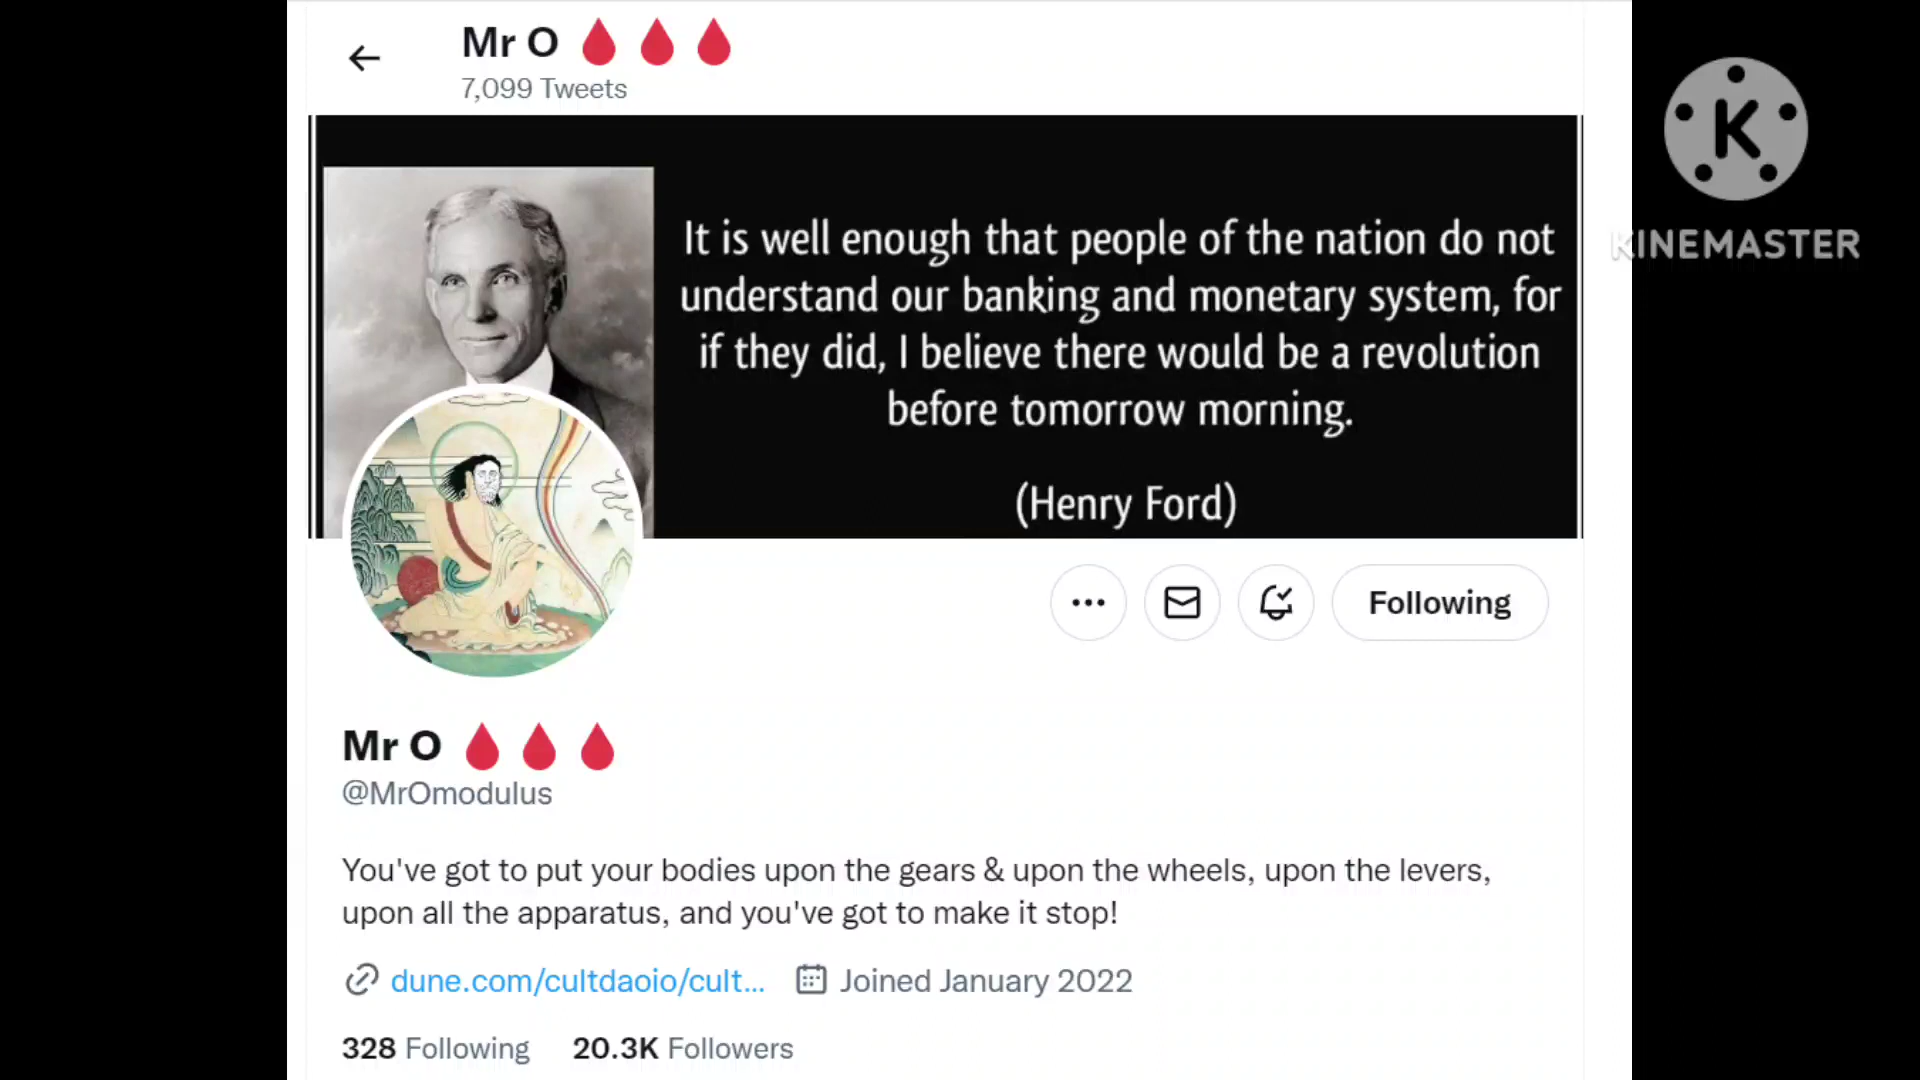 Mr O 🩸 🩸 🩸
7,099 Tweets
K
KINEMASTER
It is well enough that people of the nation do not
understand our banking and monetary system, for
if they did, I believe there would be a revolution
before tomorrow morning.
(Henry Ford)
Following
Mr O 🩸 🩸 🩸
@MrOmodulus
You've got to put your bodies upon the gears & upon the wheels, upon the levers,
upon all the apparatus, and you've got to make it stop!
dune.com/cultdaoio/cult... Joined January 2022
328 Following 20.3K Followers